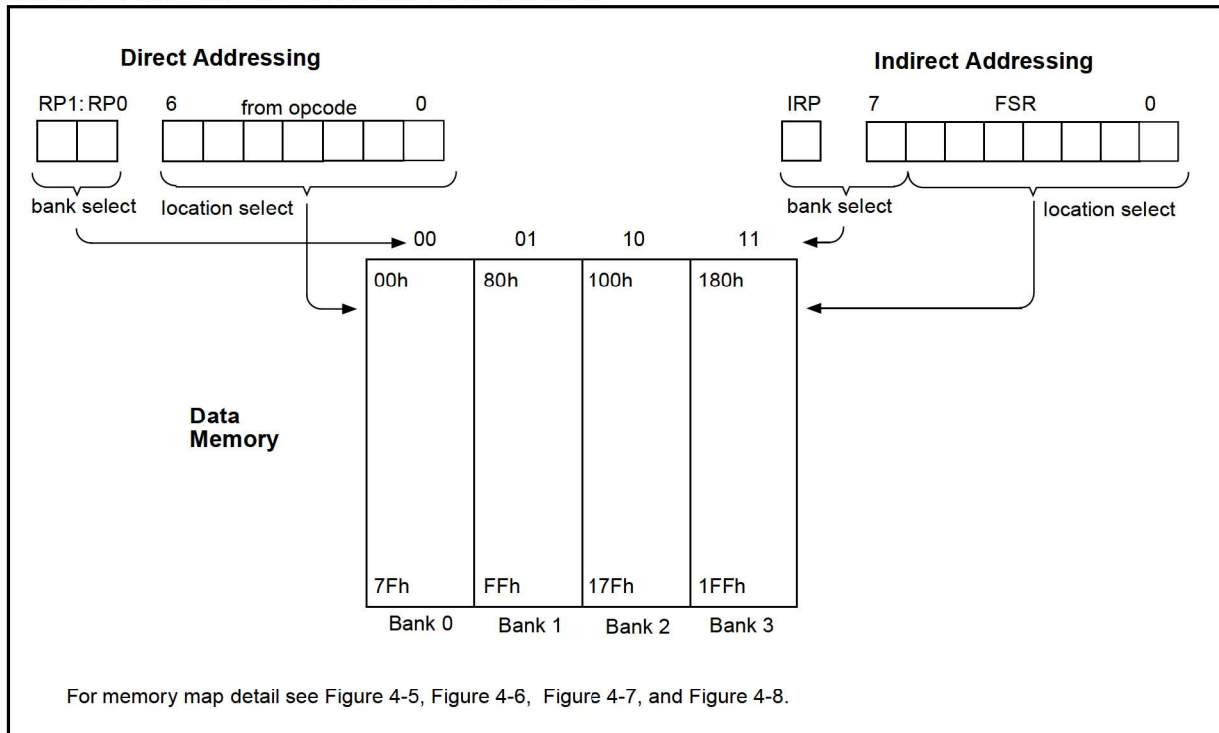 Direct Addressing
Indirect Addressing
RP1: RP0 6 from opcode 0
IRP 7 FSR 0
bank select location select
bank select location select
00 01 10 11
00h 80h 100h 180h
Data
Memory
7Fh FFh 17Fh 1FFh
Bank 0 Bank 1 Bank 2 Bank 3
For memory map detail see Figure 4-5, Figure 4-6, Figure 4-7, and Figure 4-8.